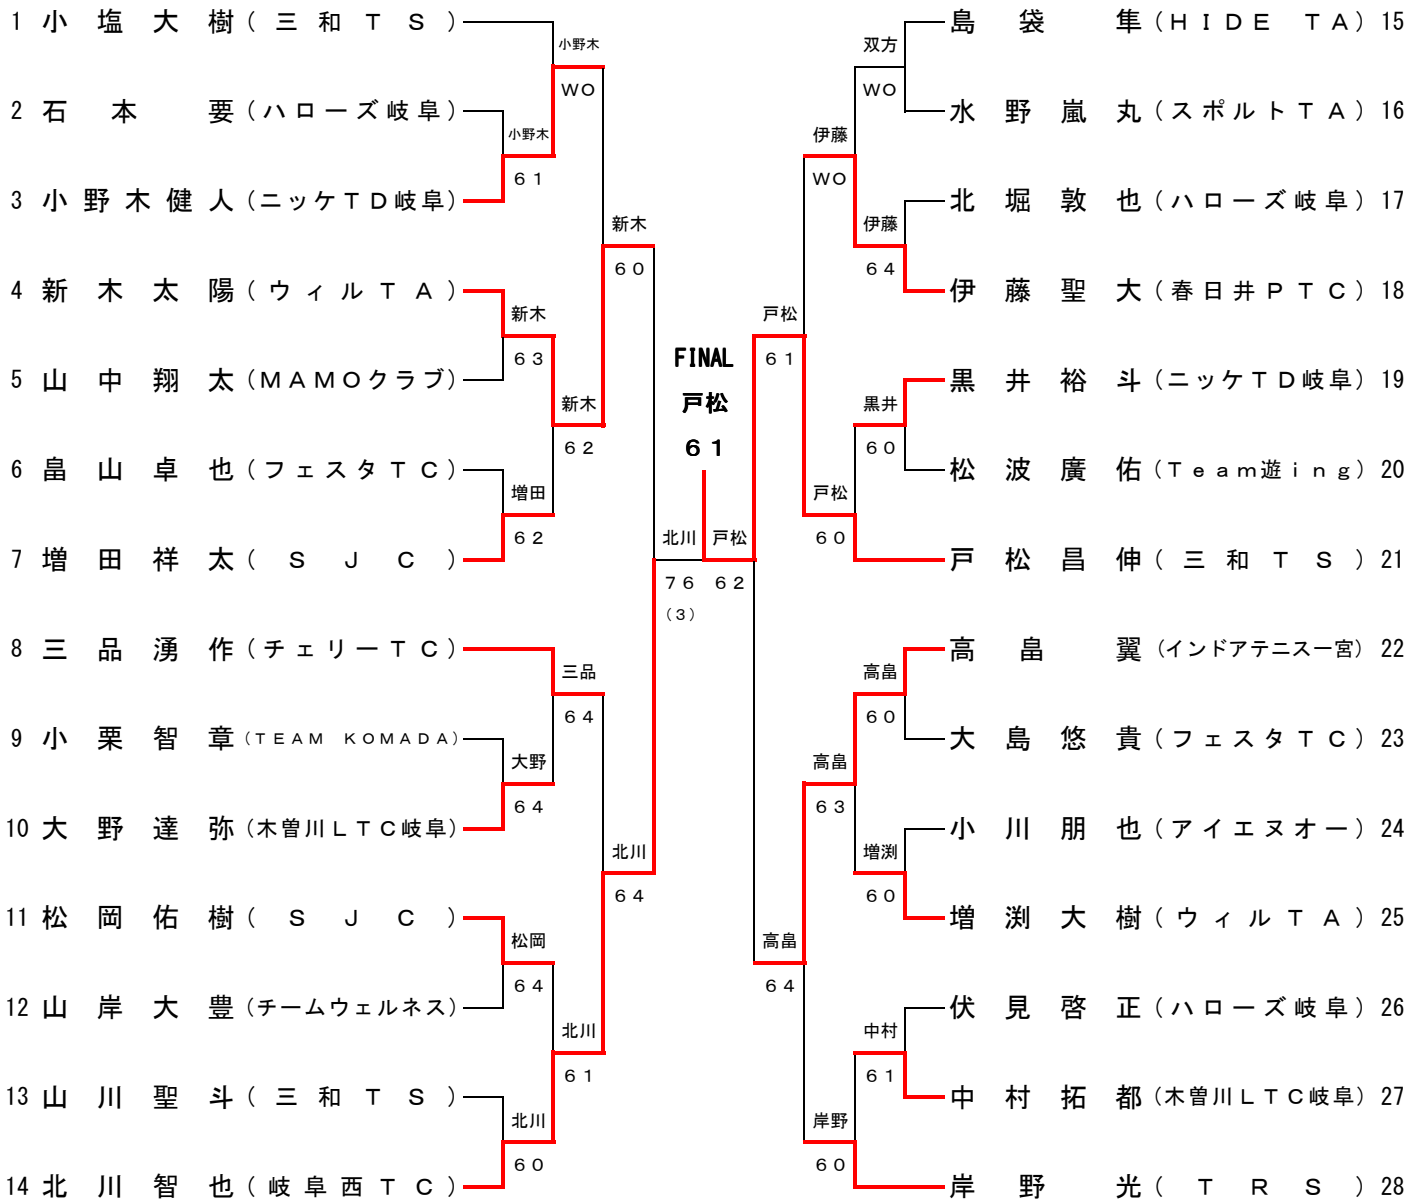 1 小塩大樹（三和TS）
2 石本要（ハローズ岐阜）
3 小野木健人（ニッケTD岐阜）
4 新木太陽（ウィルTA）
5 山中翔太（MAMOクラブ）
6 畠山卓也（フェスタTC）
7 増田祥太（SJC）
8 三品湧作（チェリーTC）
9 小栗智章（TEAM KOMADA）
10 大野達弥（木曽川LTC岐阜）
11 松岡佑樹（SJC）
12 山岸大豊（チームウェルネス）
13 山川聖斗（三和TS）
14 北川智也（岐阜西TC）
小野木
WO
小野木
61
新木
60
新木
63
新木
62
増田
62
三品
64
大野
64
北川
64
松岡
64
北川
61
北川
60
FINAL
戸松
61
北川
76
(3)
戸松
62
双方
WO
伊藤
WO
伊藤
64
戸松
61
黒井
60
戸松
60
高畠
60
高畠
63
増渕
60
高畠
64
中村
61
岸野
60
島袋隼（HIDE TA）15
水野嵐丸（スポルトTA）16
北堀敦也（ハローズ岐阜）17
伊藤聖大（春日井PTC）18
黒井裕斗（ニッケTD岐阜）19
松波廣佑（Team遊ing）20
戸松昌伸（三和TS）21
高畠翼（インドアテニス一宮）22
大島悠貴（フェスタTC）23
小川朋也（アイエヌオー）24
増渕大樹（ウィルTA）25
伏見啓正（ハローズ岐阜）26
中村拓都（木曽川LTC岐阜）27
岸野光（TRS）28